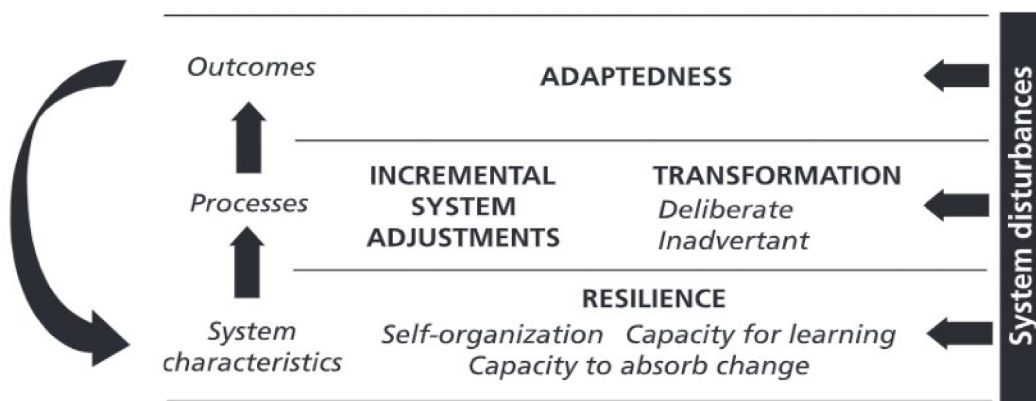 Outcomes
ADAPTEDNESS
Processes
INCREMENTAL
SYSTEM
ADJUSTMENTS
TRANSFORMATION
Deliberate
Inadvertant
System
characteristics
RESILIENCE
Self-organization Capacity for learning
Capacity to absorb change
System disturbances